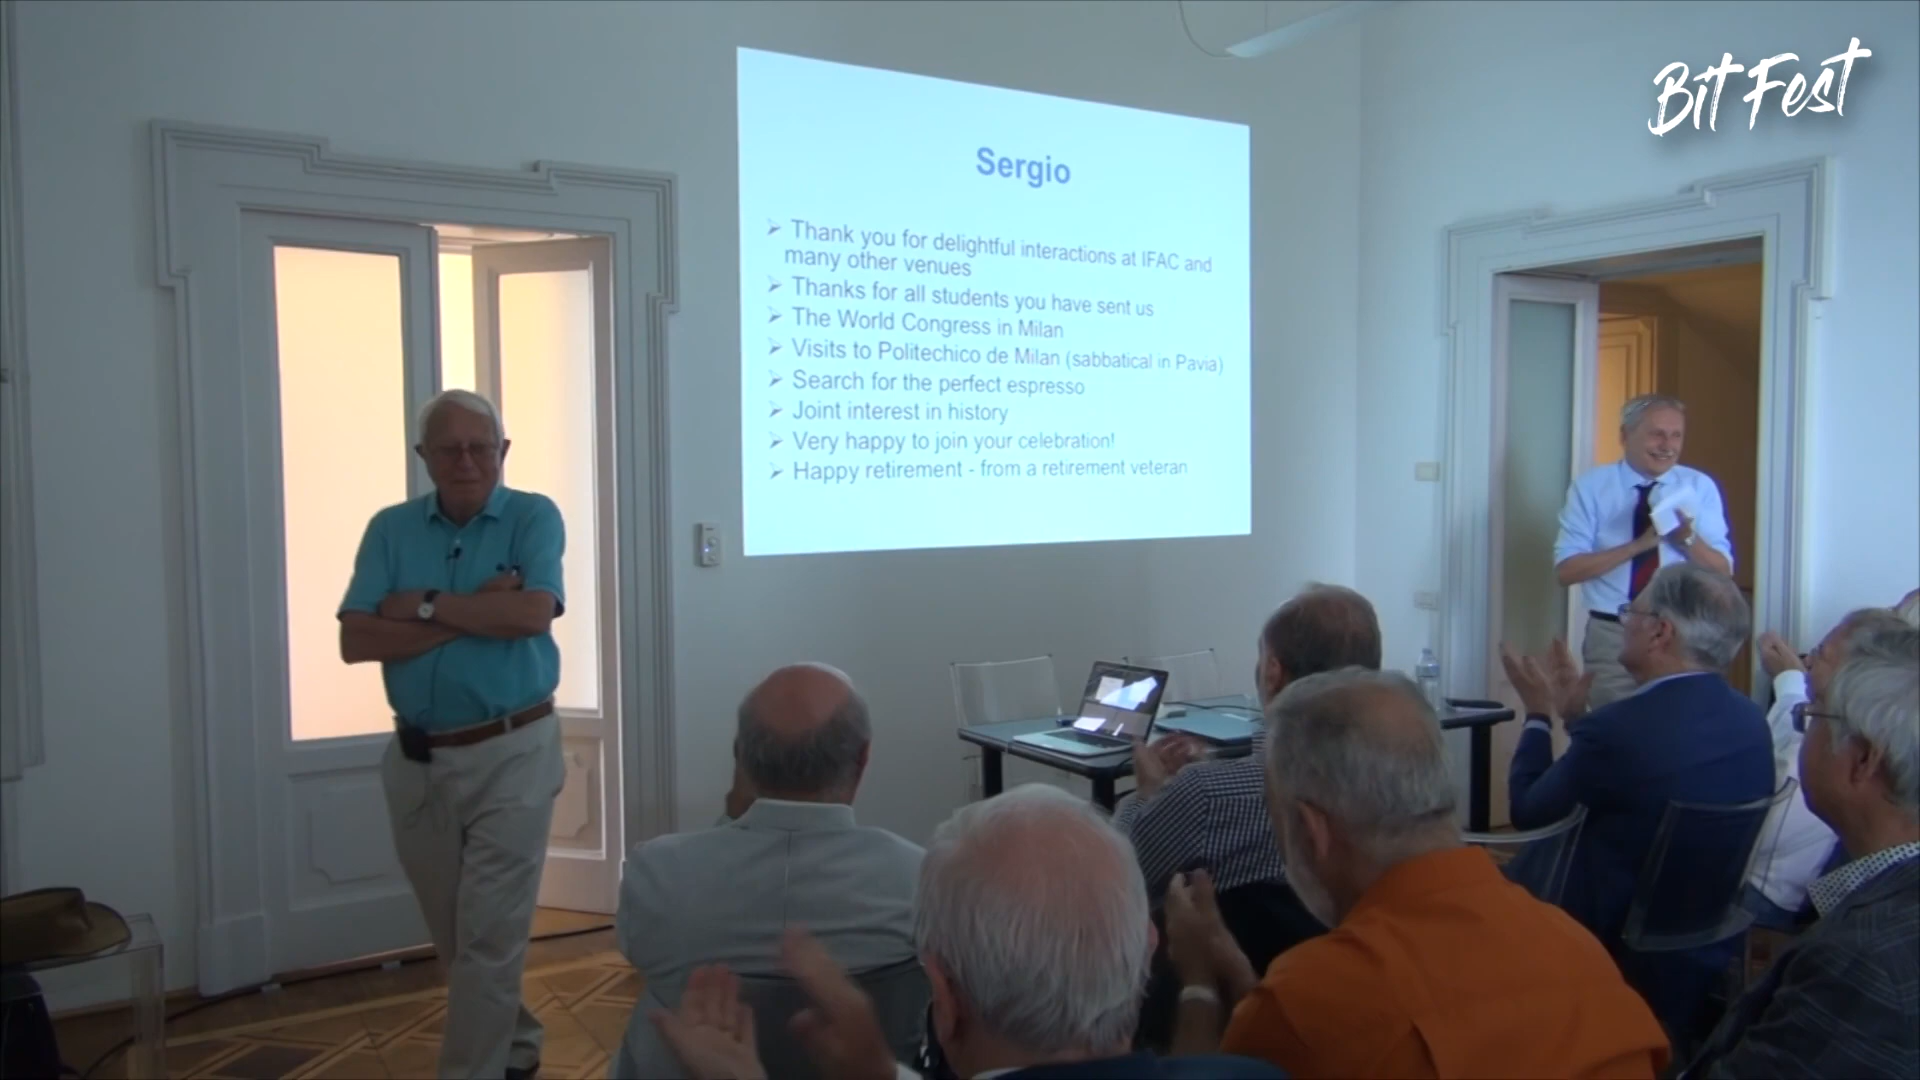 Bit Fest
Sergio
Thank you for delightful interactions at IFAC and
many other venues
Thanks for all students you have sent us
The World Congress in Milan
Visits to Politechico de Milan (sabbatical in Pavia)
Search for the perfect espresso
Joint interest in history
Very happy to join your celebration!
Happy retirement - from a retirement veteran